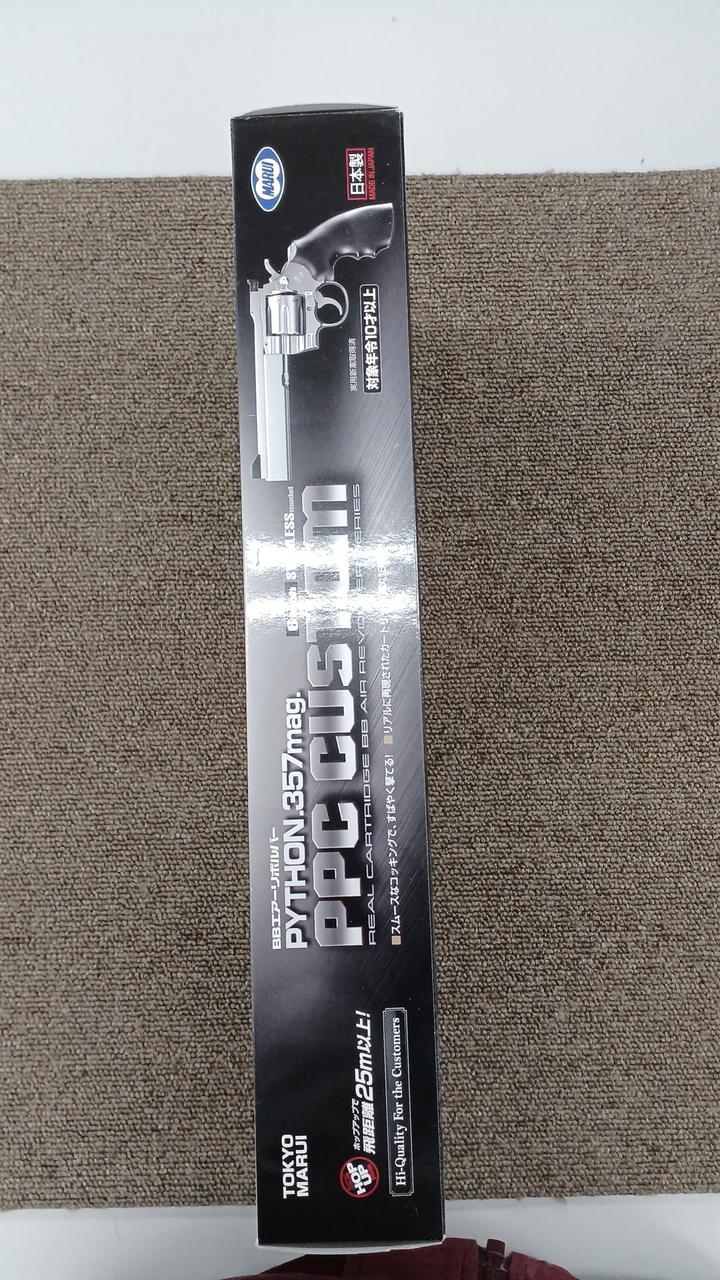 TOKYO
MARUI
HOP
UP
ホップアップで
飛距離25m以上!
Hi-Quality For the Customers
BBエアーリボルバー
PYTHON.357mag.
model
PPC CUSTOM
REAL CARTRIDGE BB AIR
SERIES
スムースなコッキングで、すばやく撃てる!
リアルに再現されたカート
実用新案取得済
対象年令10才以上
MARUI
日本製
MADE IN JAPAN